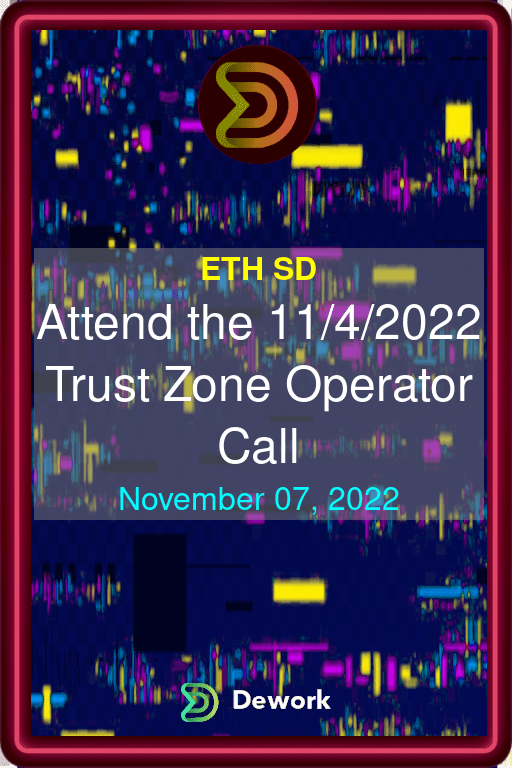 ETH SD
Attend the 11/4/2022
Trust Zone Operator
Call
November 07, 2022
Dework